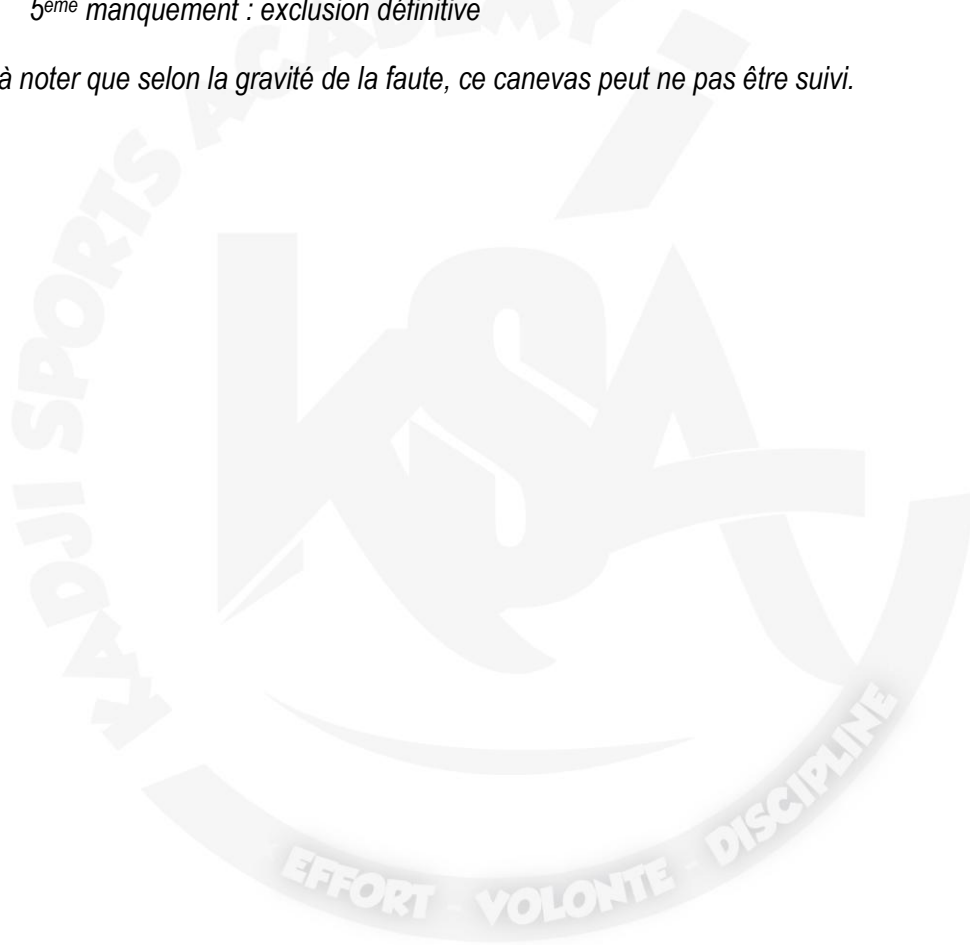 5ème manquement : exclusion définitive
à noter que selon la gravité de la faute, ce canevas peut ne pas être suivi.
KADJI SPORTS ACADEMY
KSA
EFFORT - VOLONTE - DISCIPLINE